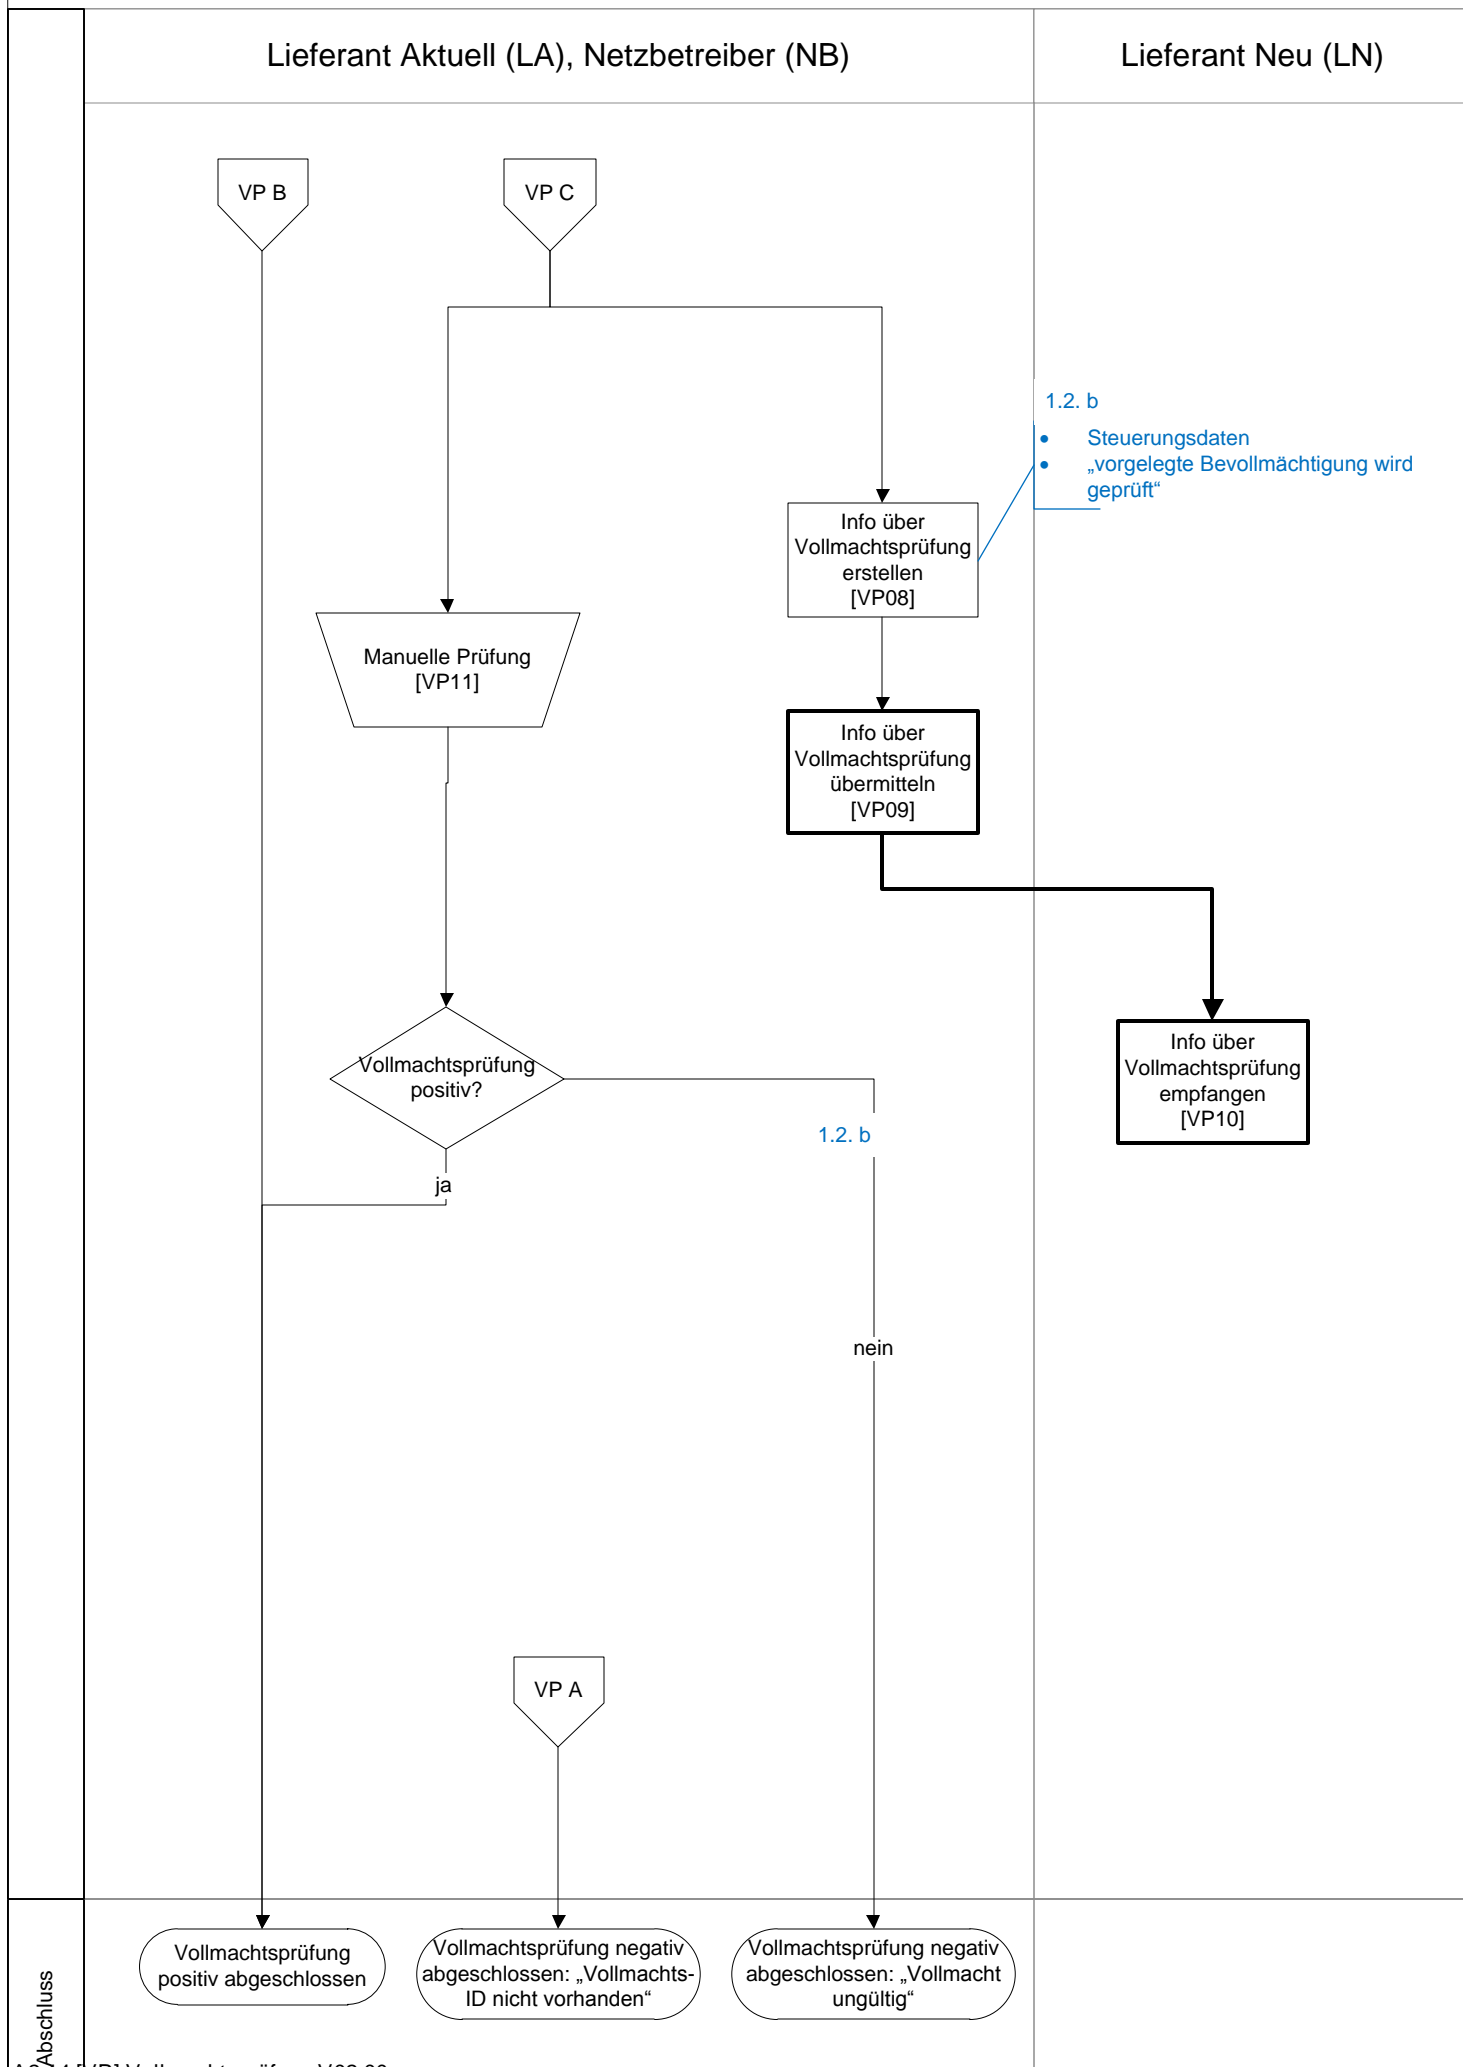 Lieferant Aktuell (LA), Netzbetreiber (NB)
Lieferant Neu (LN)
VP B
VP C
1.2. b
• Steuerungsdaten
• „vorgelegte Bevollmächtigung wird
geprüft“
Info über
Vollmachtsprüfung
erstellen
[VP08]
Manuelle Prüfung
[VP11]
Info über
Vollmachtsprüfung
übermitteln
[VP09]
Info über
Vollmachtsprüfung
empfangen
[VP10]
Vollmachtsprüfung
positiv?
1.2. b
ja
nein
VP A
Abschluss
Vollmachtsprüfung
positiv abgeschlossen
Vollmachtsprüfung negativ
abgeschlossen: „Vollmachts-
ID nicht vorhanden“
Vollmachtsprüfung negativ
abgeschlossen: „Vollmacht
ungültig“